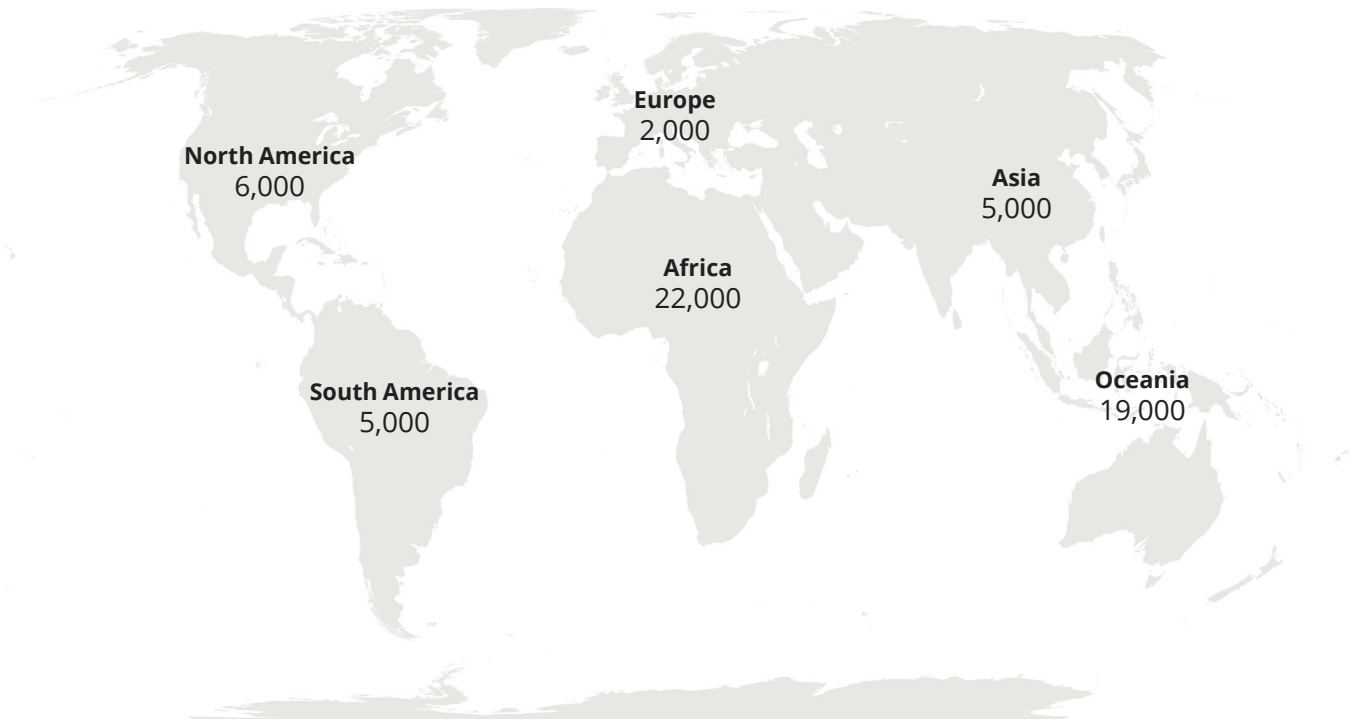 Europe
2,000
North America
6,000
Asia
5,000
Africa
22,000
Oceania
19,000
South America
5,000